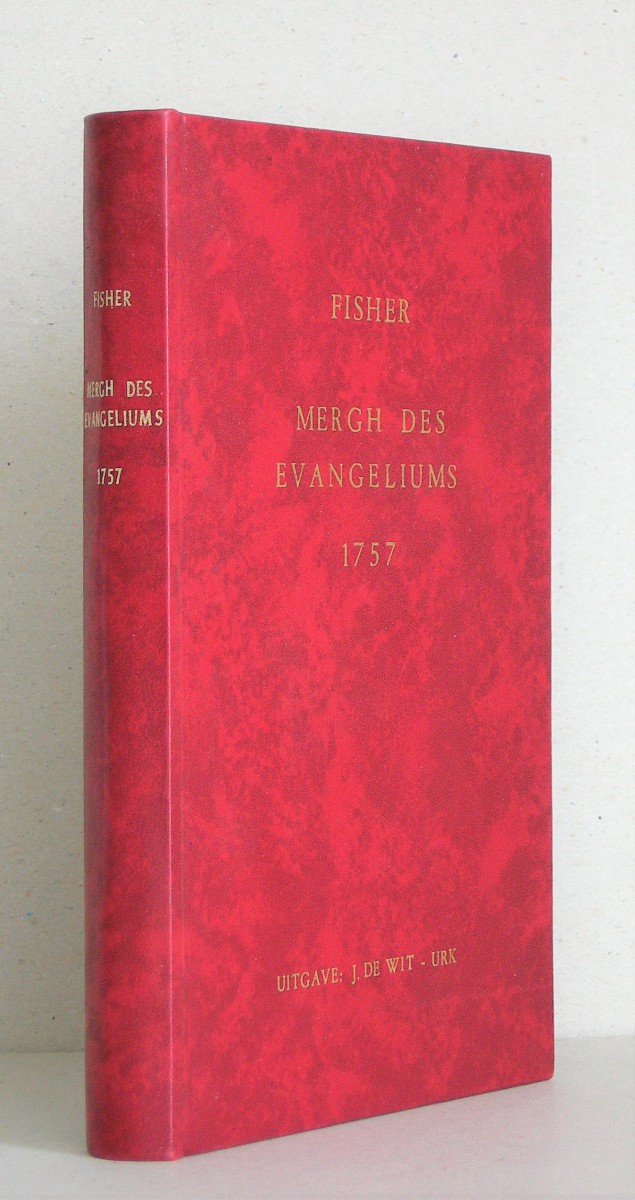 FISHER
MERGH DES
EVANGELIUMS
1757
FISHER
MERGH DES
EVANGELIUMS
1757
UITGAVE: J. DE WIT - URK